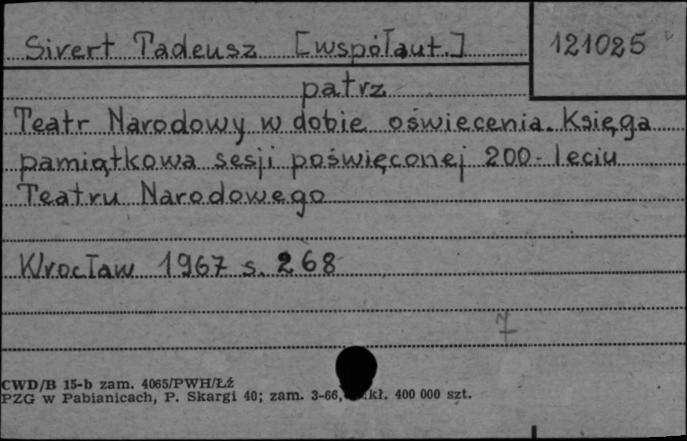 Sivert Tadeusz [współaut.]
121025
patrz
Teatr Narodowy w dobie oświecenia. Księga
pamiątkowa sesji poświęconej 200-leciu
Teatru Narodowego
Wrocław 1967 s. 268
7
CWD/B 15-b zam. 4065/PWH/Łź
PZG w Pabianicach, P. Skargi 40; zam. 3-66, kł. 400 000 szt.